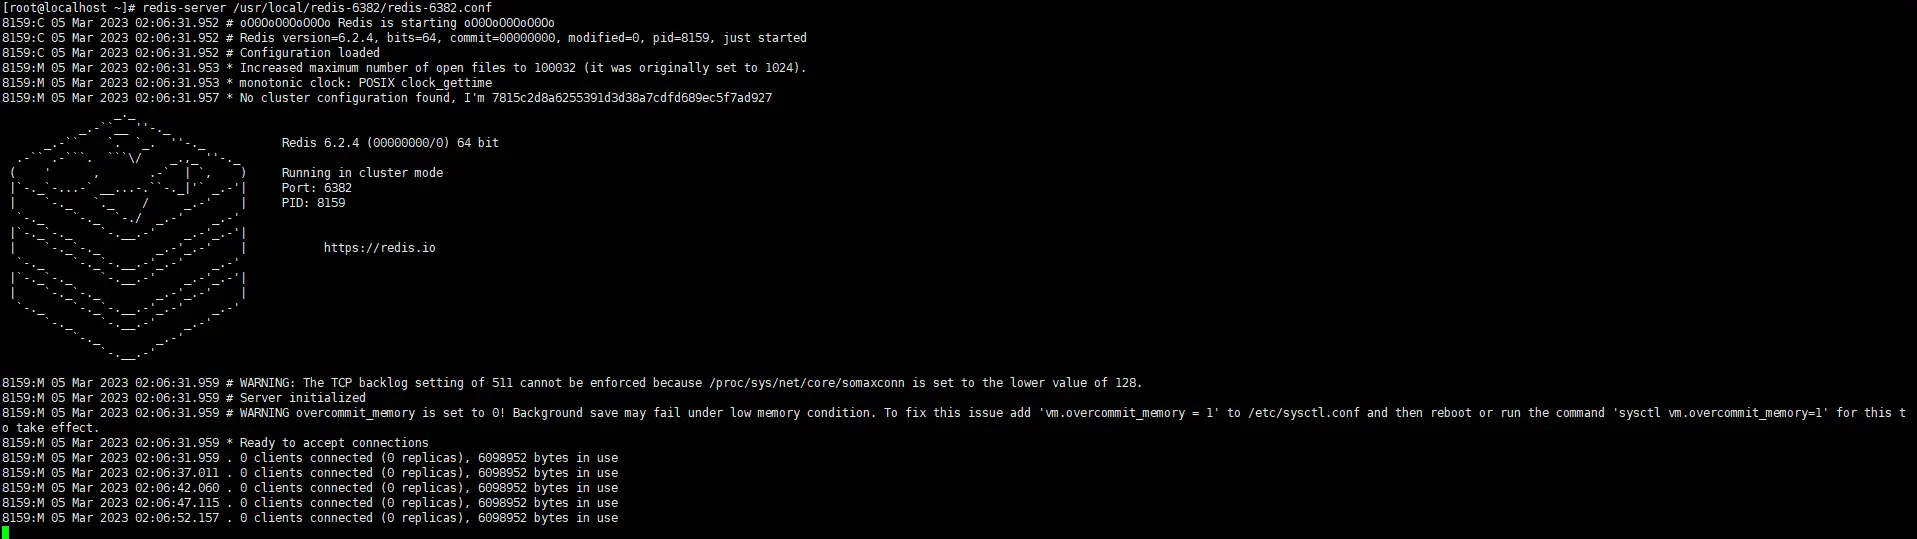 [root@localhost ~]# redis-server /usr/local/redis-6382/redis-6382.conf
8159:C 05 Mar 2023 02:06:31.952 # oO0OoO0OoO0Oo Redis is starting oO0OoO0OoO0Oo
8159:C 05 Mar 2023 02:06:31.952 # Redis version=6.2.4, bits=64, commit=00000000, modified=0, pid=8159, just started
8159:C 05 Mar 2023 02:06:31.952 # Configuration loaded
8159:M 05 Mar 2023 02:06:31.953 * Increased maximum number of open files to 100032 (it was originally set to 1024).
8159:M 05 Mar 2023 02:06:31.953 * monotonic clock: POSIX clock_gettime
8159:M 05 Mar 2023 02:06:31.957 * No cluster configuration found, I'm 7815c2d8a6255391d3d38a7cdfd689ec5f7ad927
Redis 6.2.4 (00000000/0) 64 bit
Running in cluster mode
Port: 6382
PID: 8159
https://redis.io
8159:M 05 Mar 2023 02:06:31.959 # WARNING: The TCP backlog setting of 511 cannot be enforced because /proc/sys/net/core/somaxconn is set to the lower value of 128.
8159:M 05 Mar 2023 02:06:31.959 # Server initialized
8159:M 05 Mar 2023 02:06:31.959 # WARNING overcommit_memory is set to 0! Background save may fail under low memory condition. To fix this issue add 'vm.overcommit_memory = 1' to /etc/sysctl.conf and then reboot or run the command 'sysctl vm.overcommit_memory=1' for this t
o take effect.
8159:M 05 Mar 2023 02:06:31.959 * Ready to accept connections
8159:M 05 Mar 2023 02:06:31.959 . 0 clients connected (0 replicas), 6098952 bytes in use
8159:M 05 Mar 2023 02:06:37.011 . 0 clients connected (0 replicas), 6098952 bytes in use
8159:M 05 Mar 2023 02:06:42.060 . 0 clients connected (0 replicas), 6098952 bytes in use
8159:M 05 Mar 2023 02:06:47.115 . 0 clients connected (0 replicas), 6098952 bytes in use
8159:M 05 Mar 2023 02:06:52.157 . 0 clients connected (0 replicas), 6098952 bytes in use